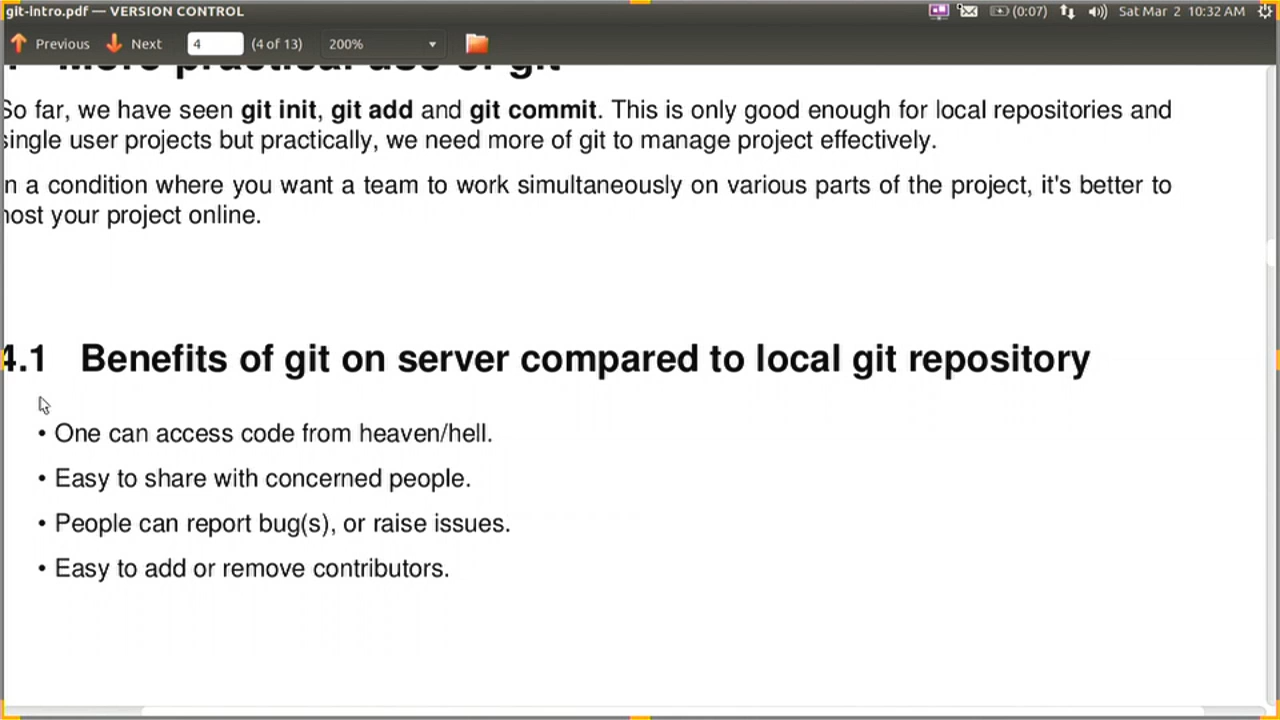 git-intro.pdf — VERSION CONTROL
(0:07)
Sat Mar 2 10:32 AM
Previous
Next
4
(4 of 13)
200%
More practical use of git
So far, we have seen git init, git add and git commit. This is only good enough for local repositories and
single user projects but practically, we need more of git to manage project effectively.
In a condition where you want a team to work simultaneously on various parts of the project, it's better to
host your project online.
4.1 Benefits of git on server compared to local git repository
• One can access code from heaven/hell.
• Easy to share with concerned people.
• People can report bug(s), or raise issues.
• Easy to add or remove contributors.